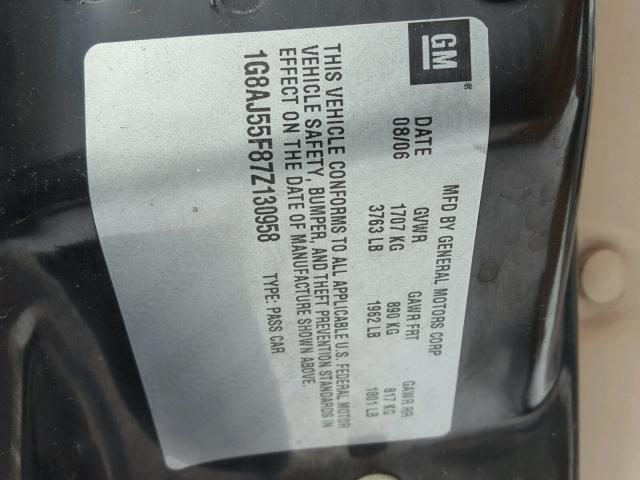 GM®
MFD BY GENERAL MOTORS CORP
DATE GVWR GAWR FRT GAWR RR
08/06 1707 KG 890 KG 817 KG
3763 LB 1962 LB 1801 LB
THIS VEHICLE CONFORMS TO ALL APPLICABLE U.S. FEDERAL MOTOR
VEHICLE SAFETY, BUMPER, AND THEFT PREVENTION STANDARDS IN
EFFECT ON THE DATE OF MANUFACTURE SHOWN ABOVE.
1G8AJ55F87Z130958 TYPE: PASS CAR